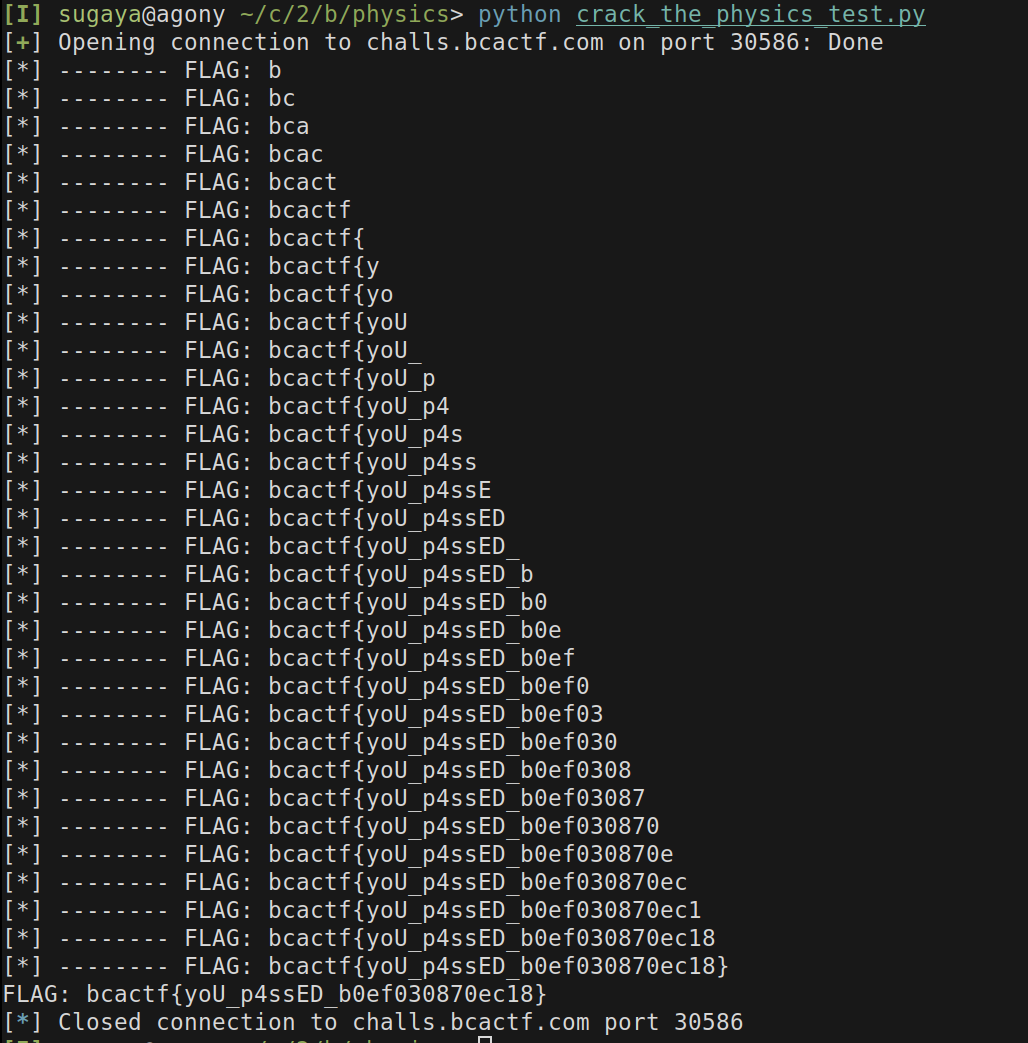 [I] sugaya@agony ~/c/2/b/physics> python crack_the_physics_test.py
[+] Opening connection to challs.bcactf.com on port 30586: Done
[*] -------- FLAG: b
[*] -------- FLAG: bc
[*] -------- FLAG: bca
[*] -------- FLAG: bcac
[*] -------- FLAG: bcact
[*] -------- FLAG: bcactf
[*] -------- FLAG: bcactf{
[*] -------- FLAG: bcactf{y
[*] -------- FLAG: bcactf{yo
[*] -------- FLAG: bcactf{yoU
[*] -------- FLAG: bcactf{yoU_
[*] -------- FLAG: bcactf{yoU_p
[*] -------- FLAG: bcactf{yoU_p4
[*] -------- FLAG: bcactf{yoU_p4s
[*] -------- FLAG: bcactf{yoU_p4ss
[*] -------- FLAG: bcactf{yoU_p4ssE
[*] -------- FLAG: bcactf{yoU_p4ssED
[*] -------- FLAG: bcactf{yoU_p4ssED_
[*] -------- FLAG: bcactf{yoU_p4ssED_b
[*] -------- FLAG: bcactf{yoU_p4ssED_b0
[*] -------- FLAG: bcactf{yoU_p4ssED_b0e
[*] -------- FLAG: bcactf{yoU_p4ssED_b0ef
[*] -------- FLAG: bcactf{yoU_p4ssED_b0ef0
[*] -------- FLAG: bcactf{yoU_p4ssED_b0ef03
[*] -------- FLAG: bcactf{yoU_p4ssED_b0ef030
[*] -------- FLAG: bcactf{yoU_p4ssED_b0ef0308
[*] -------- FLAG: bcactf{yoU_p4ssED_b0ef03087
[*] -------- FLAG: bcactf{yoU_p4ssED_b0ef030870
[*] -------- FLAG: bcactf{yoU_p4ssED_b0ef030870e
[*] -------- FLAG: bcactf{yoU_p4ssED_b0ef030870ec
[*] -------- FLAG: bcactf{yoU_p4ssED_b0ef030870ec1
[*] -------- FLAG: bcactf{yoU_p4ssED_b0ef030870ec18
[*] -------- FLAG: bcactf{yoU_p4ssED_b0ef030870ec18}
FLAG: bcactf{yoU_p4ssED_b0ef030870ec18}
[*] Closed connection to challs.bcactf.com port 30586